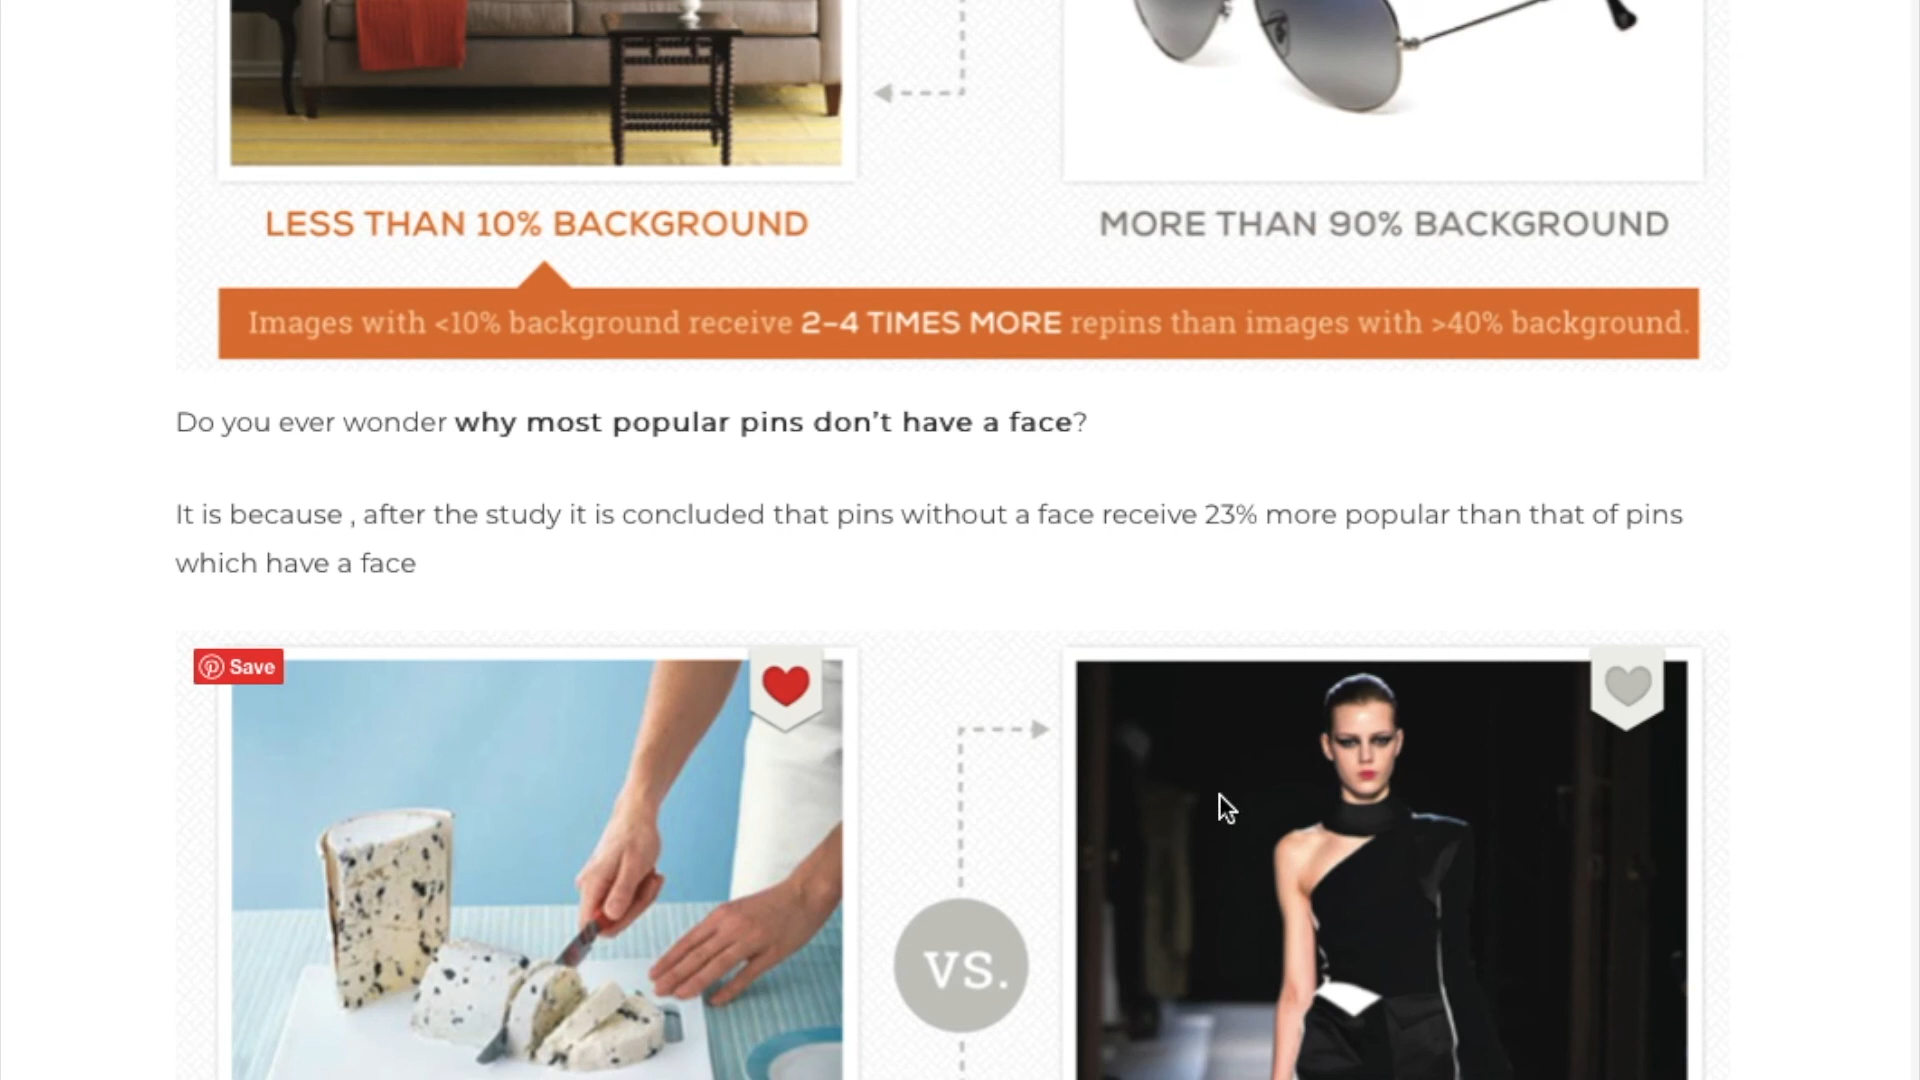 LESS THAN 10% BACKGROUND
MORE THAN 90% BACKGROUND
Images with <10% background receive 2–4 TIMES MORE repins than images with >40% background.
Do you ever wonder why most popular pins don’t have a face?
It is because , after the study it is concluded that pins without a face receive 23% more popular than that of pins
which have a face
Save
VS.